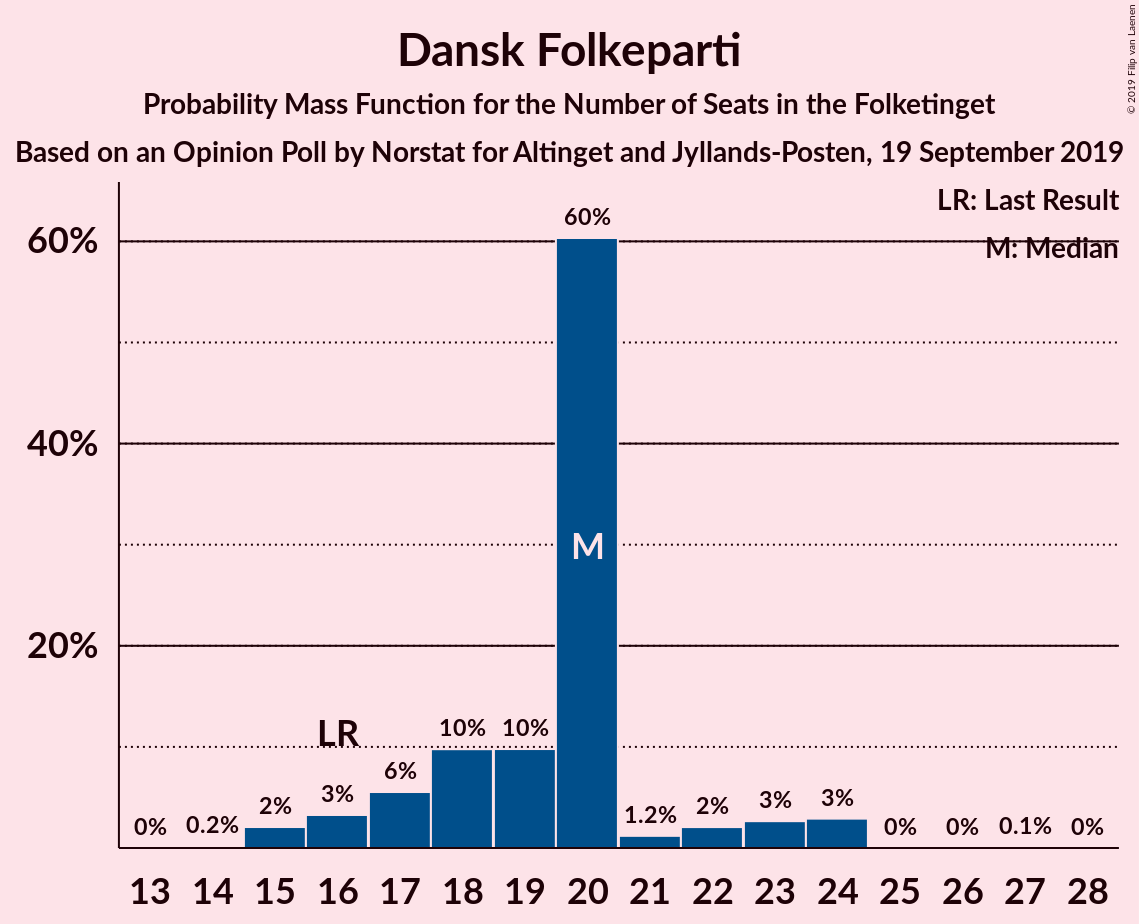 Dansk Folkeparti
Probability Mass Function for the Number of Seats in the Folketinget
Based on an Opinion Poll by Norstat for Altinget and Jyllands-Posten, 19 September 2019
© 2019 Filip van Laenen
LR: Last Result
M: Median
60%
40%
20%
0%
0.2%
2%
3%
6%
10%
10%
60%
1.2%
2%
3%
3%
0%
0%
0.1%
0%
LR
M
13 14 15 16 17 18 19 20 21 22 23 24 25 26 27 28